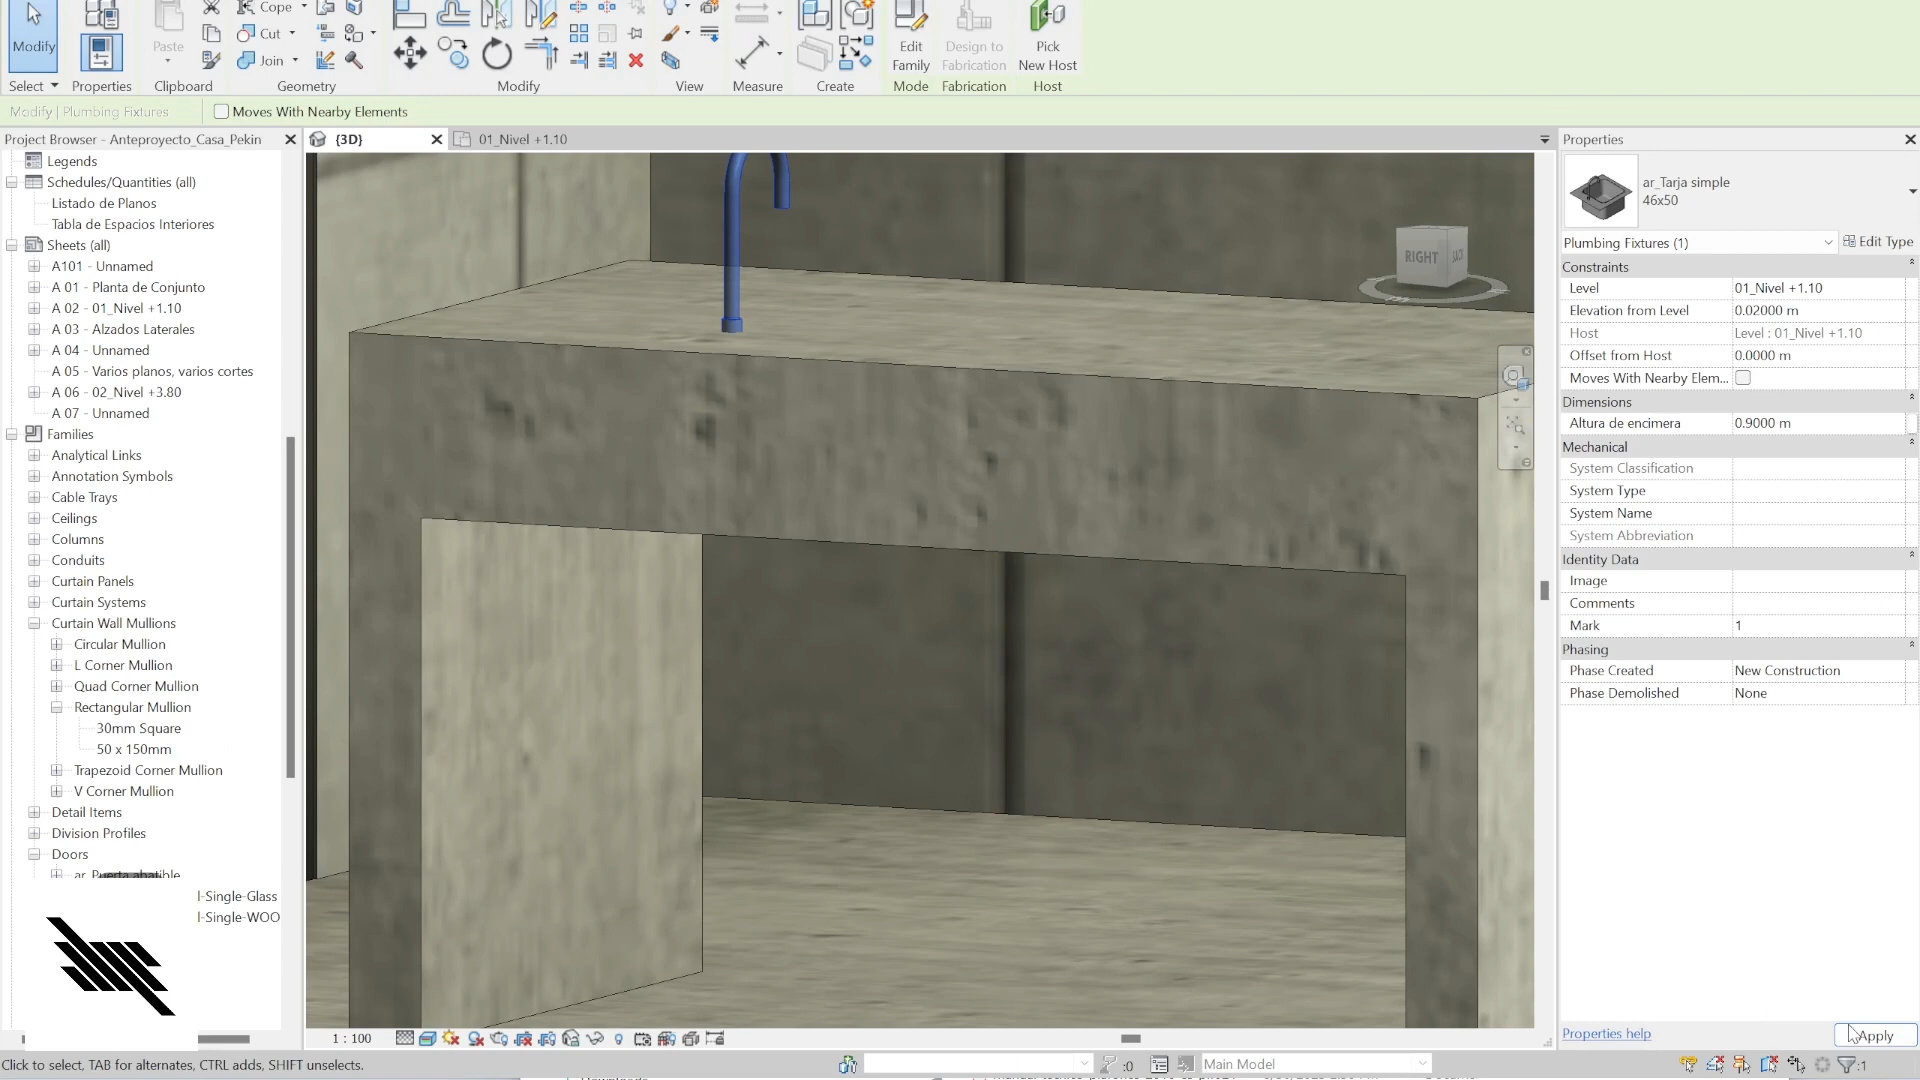 Cope
Cut
Join
Modify
Paste
Edit
Family
Design to
Fabrication
Pick
New Host
Select
Properties
Clipboard
Geometry
Modify
View
Measure
Create
Mode
Fabrication
Host
Modify | Plumbing Fixtures
Moves With Nearby Elements
Project Browser - Anteproyecto_Casa_Pekin
{3D}
01_Nivel +1.10
Properties
Legends
Schedules/Quantities (all)
Listado de Planos
Tabla de Espacios Interiores
Sheets (all)
A101 - Unnamed
A 01 - Planta de Conjunto
A 02 - 01_Nivel +1.10
A 03 - Alzados Laterales
A 04 - Unnamed
A 05 - Varios planos, varios cortes
A 06 - 02_Nivel +3.80
A 07 - Unnamed
Families
Analytical Links
Annotation Symbols
Cable Trays
Ceilings
Columns
Conduits
Curtain Panels
Curtain Systems
Curtain Wall Mullions
Circular Mullion
L Corner Mullion
Quad Corner Mullion
Rectangular Mullion
30mm Square
50 x 150mm
Trapezoid Corner Mullion
V Corner Mullion
Detail Items
Division Profiles
Doors
ar_Puerta abatible
l-Single-Glass
l-Single-WOO
RIGHT
BACK
ar_Tarja simple
46x50
Plumbing Fixtures (1)
Edit Type
Constraints
Level 01_Nivel +1.10
Elevation from Level 0.02000 m
Host Level : 01_Nivel +1.10
Offset from Host 0.0000 m
Moves With Nearby Elem...
Dimensions
Altura de encimera 0.9000 m
Mechanical
System Classification
System Type
System Name
System Abbreviation
Identity Data
Image
Comments
Mark 1
Phasing
Phase Created New Construction
Phase Demolished None
Properties help
Apply
1 : 100
Click to select, TAB for alternates, CTRL adds, SHIFT unselects.
:0
Main Model
:1